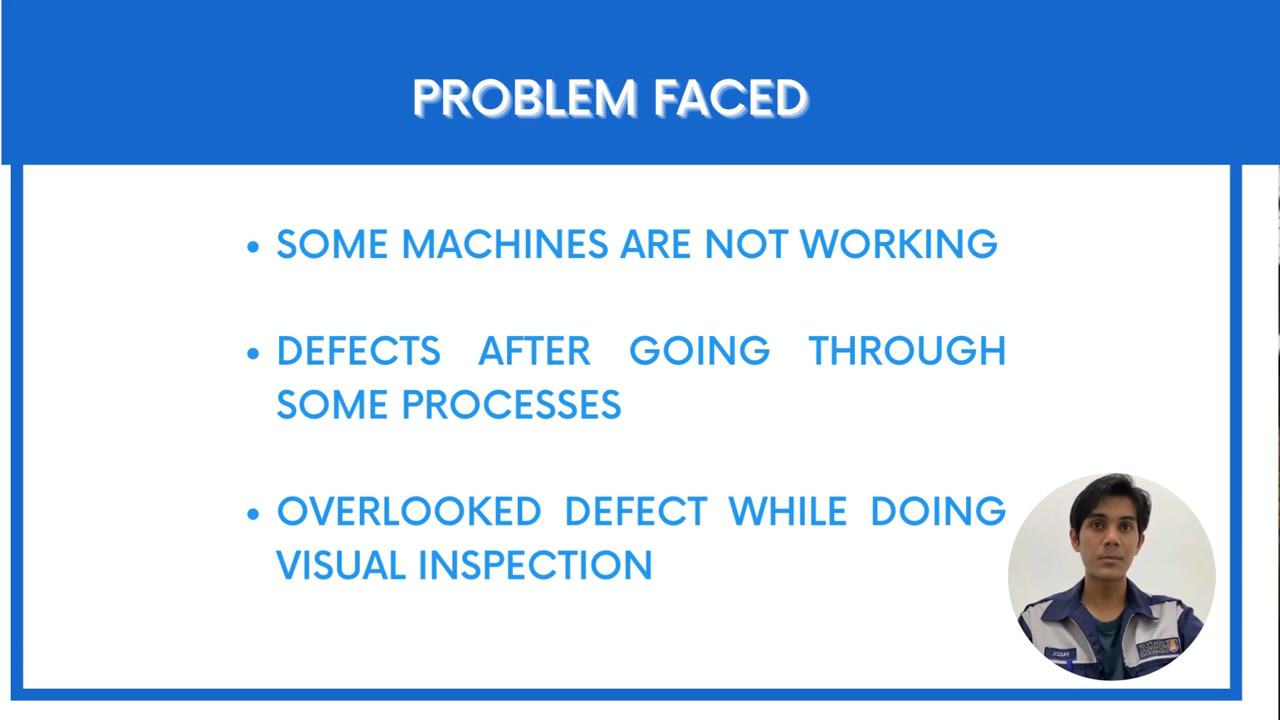 PROBLEM FACED
• SOME MACHINES ARE NOT WORKING
• DEFECTS AFTER GOING THROUGH
SOME PROCESSES
• OVERLOOKED DEFECT WHILE DOING
VISUAL INSPECTION